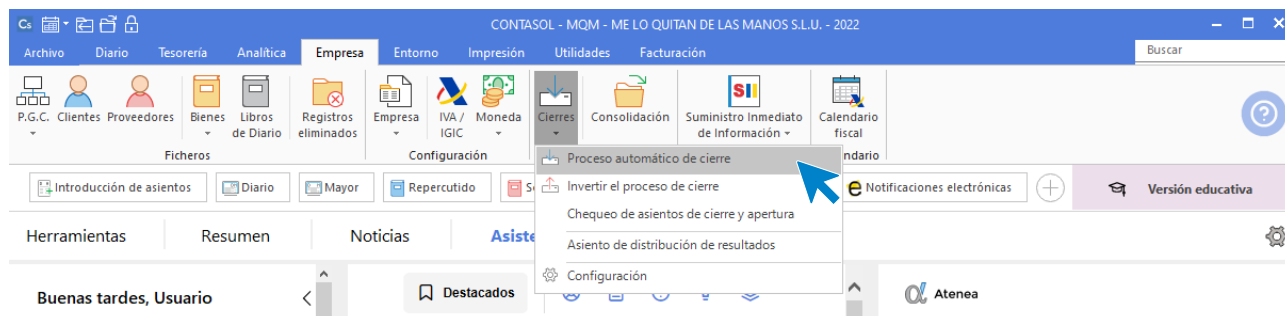 Cs CONTASOL - MQM - ME LO QUITAN DE LAS MANOS S.L.U. - 2022
Archivo Diario Tesorería Analítica Empresa Entorno Impresión Utilidades Facturación Buscar
P.G.C. Clientes Proveedores Bienes Libros de Diario Registros eliminados Empresa IVA / IGIC Moneda Cierres Consolidación SII Suministro Inmediato de Información Calendario fiscal
Ficheros Configuración ndario
Proceso automático de cierre
Invertir el proceso de cierre
Chequeo de asientos de cierre y apertura
Asiento de distribución de resultados
Configuración
Introducción de asientos Diario Mayor Repercutido S e Notificaciones electrónicas Versión educativa
Herramientas Resumen Noticias Asiste
Buenas tardes, Usuario Destacados Atenea